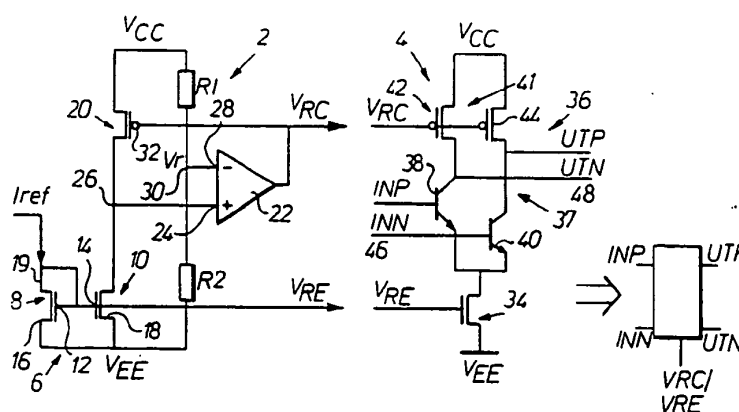 VCC
2
R1
20
28
VRC
32
Vr
30
26
22
24
Iref
19
14
10
R2
8
VRE
16
12
18
6
VEE
4
VCC
42
41
36
VRC
44
UTP
UTN
38
48
INP
37
INN
46
40
VRE
34
VEE
INP
UTP
INN
UTN
VRC/
VRE